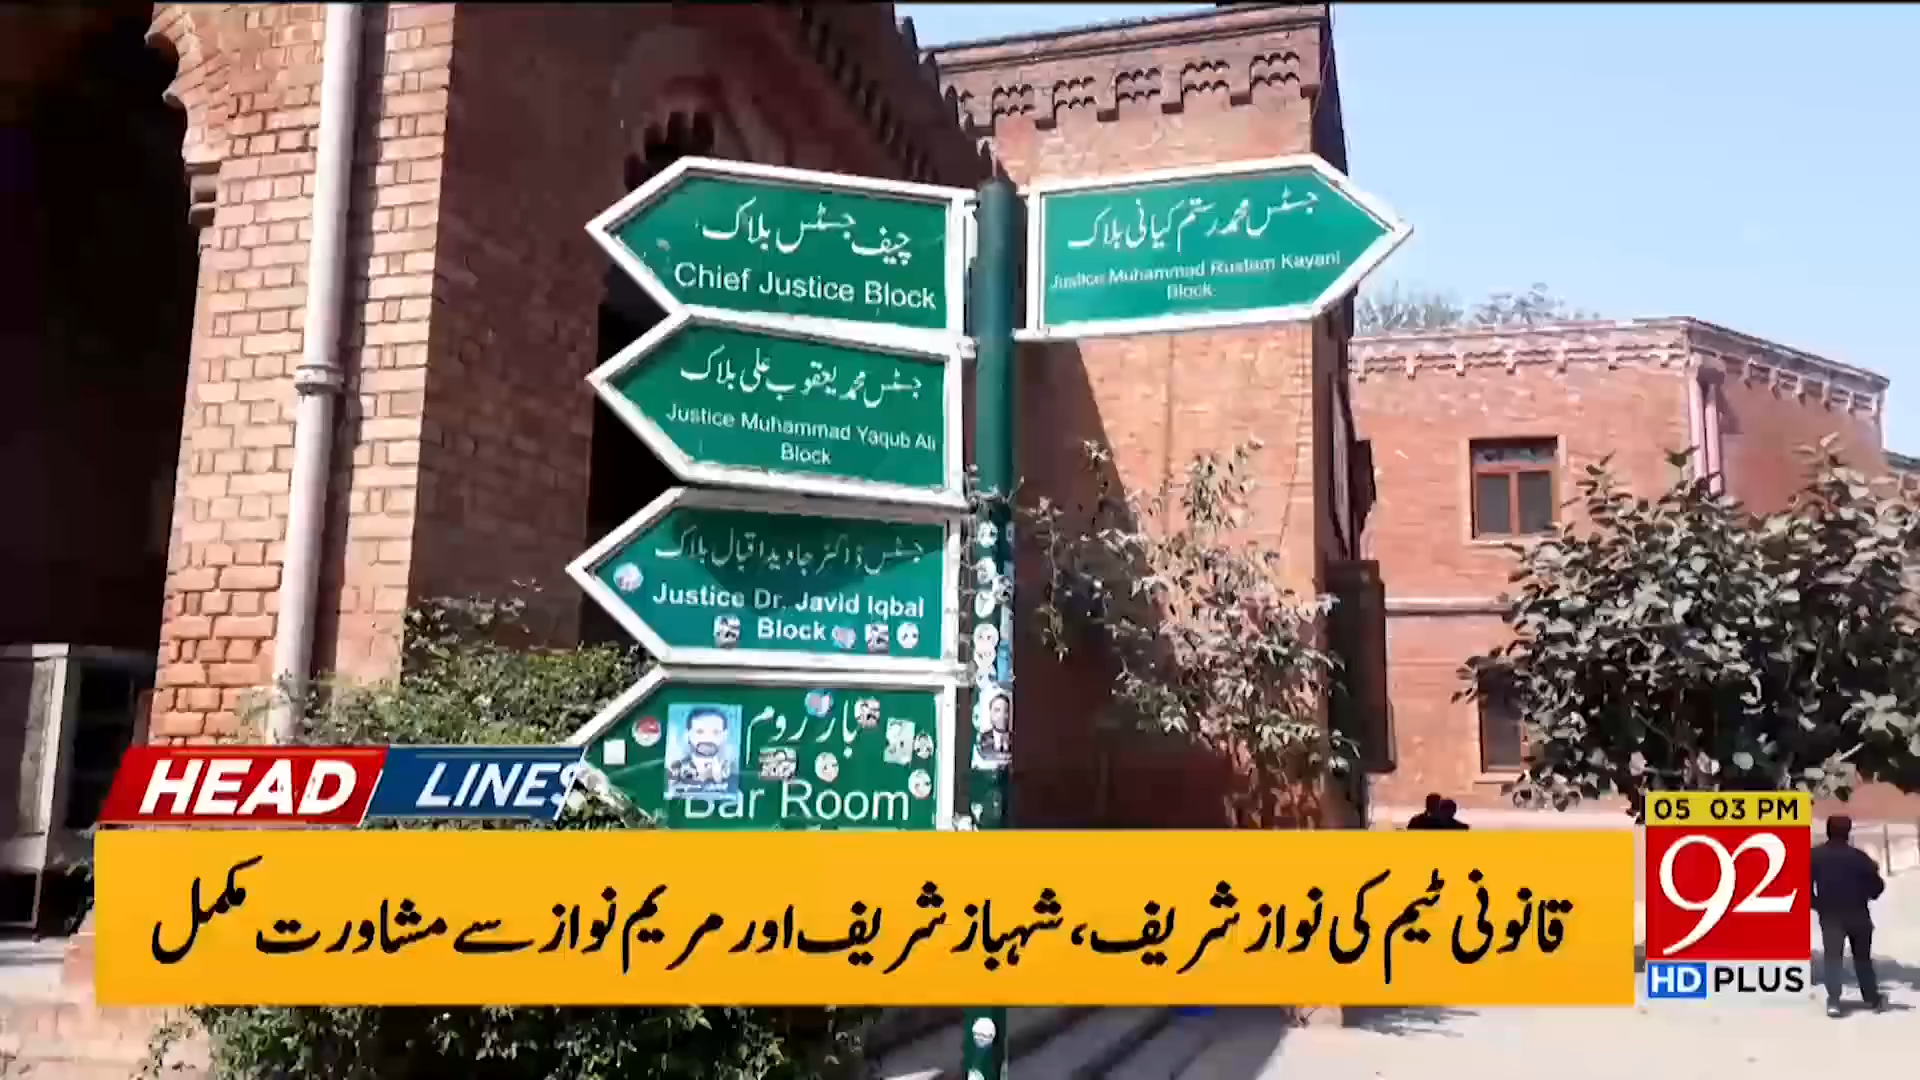 چیف جسٹس بلاک
Chief Justice Block
جسٹس محمد رستم کیانی بلاک
Justice Muhammad Rustam Kayani
Block
جسٹس محمد یعقوب علی بلاک
Justice Muhammad Yaqub Ali
Block
جسٹس ڈاکٹر جاوید اقبال بلاک
Justice Dr. Javid Iqbal
Block
بار روم
Bar Room
HEAD LINES
05 03 PM
قانونی ٹیم کی نواز شریف، شہباز شریف اور مریم نواز سے مشاورت مکمل
92
HD PLUS